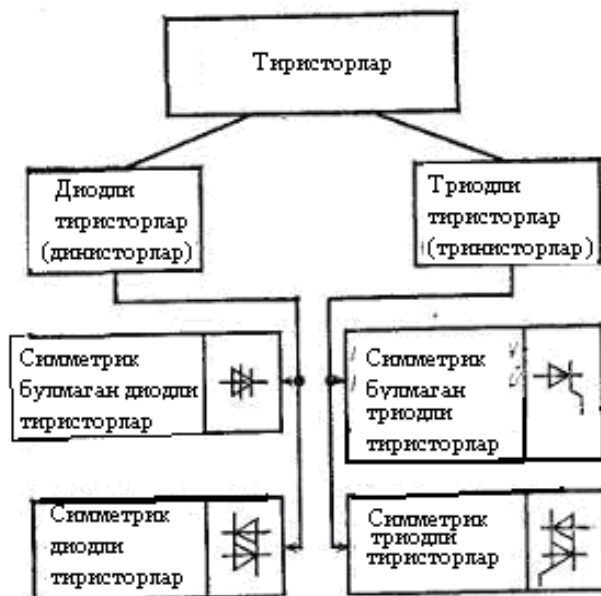 Тиристорлар
Диодли
тиристорлар
(динисторлар)
Триодли
тиристорлар
(тринисторлар)
Симметрик
булмаган диодли
тиристорлар
Симметрик
булмаган
триодли
тиристорлар
Симметрик
диодли
тиристорлар
Симметрик
триодли
тиристорлар